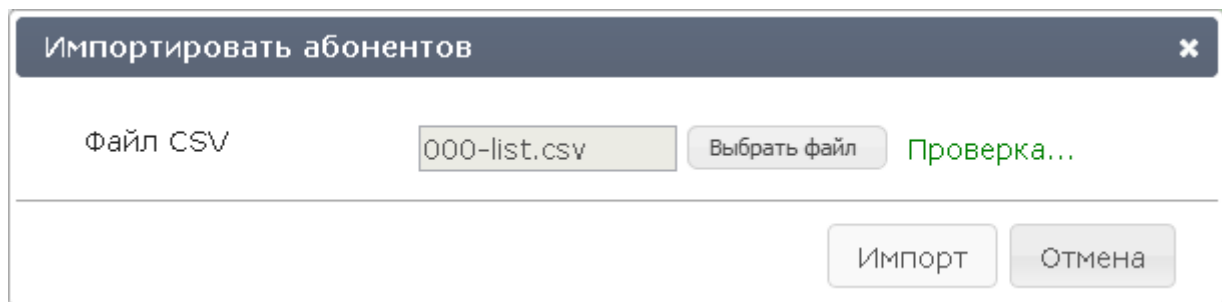 Импортировать абонентов
Файл CSV 000-list.csv Выбрать файл Проверка...
Импорт Отмена